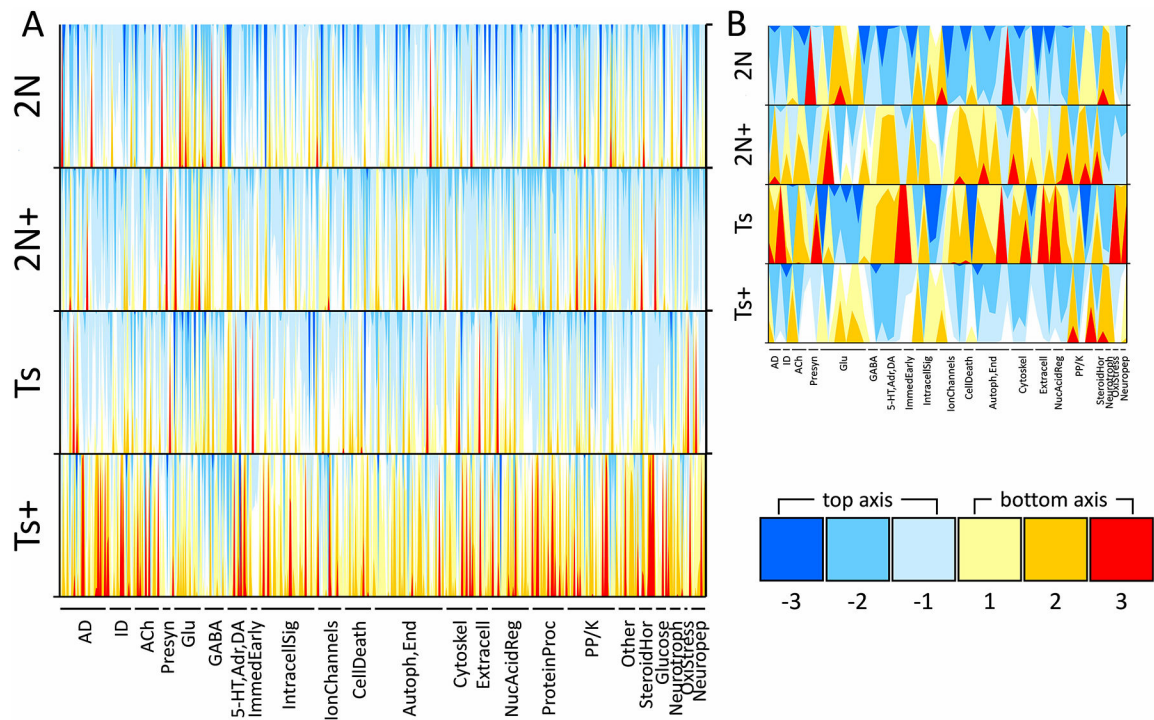 A
B
2N
2N+
Ts
Ts+
AD
ID
ACh
Presyn
Glu
GABA
5-HT,Adr,DA
ImmedEarly
IntracellSig
IonChannels
CellDeath
Autoph,End
Cytoskel
Extracell
NucAcidReg
ProteinProc
PP/K
Other
SteroidHor
Glucose
Neurotroph
OxiStress
Neuropep
2N
2N+
Ts
Ts+
AD
ID
ACh
Presyn
Glu
GABA
5-HT,Adr,DA
ImmedEarly
IntracellSig
IonChannels
CellDeath
Autoph,End
Cytoskel
Extracell
NucAcidReg
PP/K
SteroidHor
Neurotroph
OxiStress
Neuropep
top axis bottom axis
-3 -2 -1 1 2 3